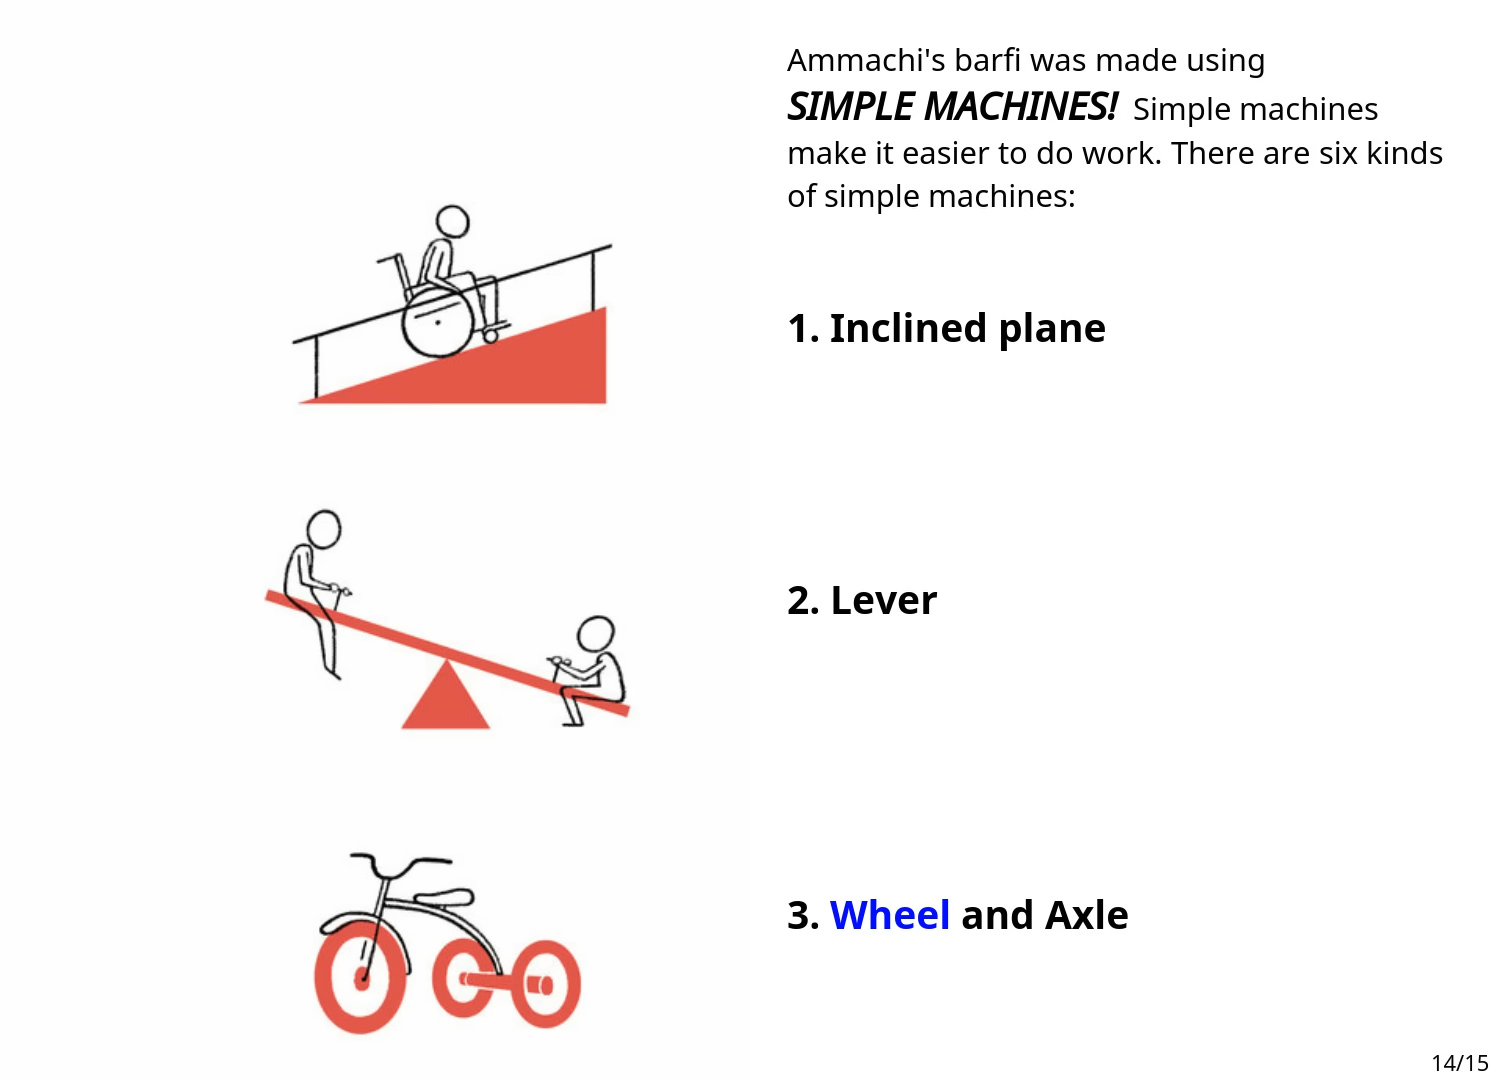 Ammachi's barfi was made using
SIMPLE MACHINES! Simple machines
make it easier to do work. There are six kinds
of simple machines:
1. Inclined plane
2. Lever
3. Wheel and Axle
14/15